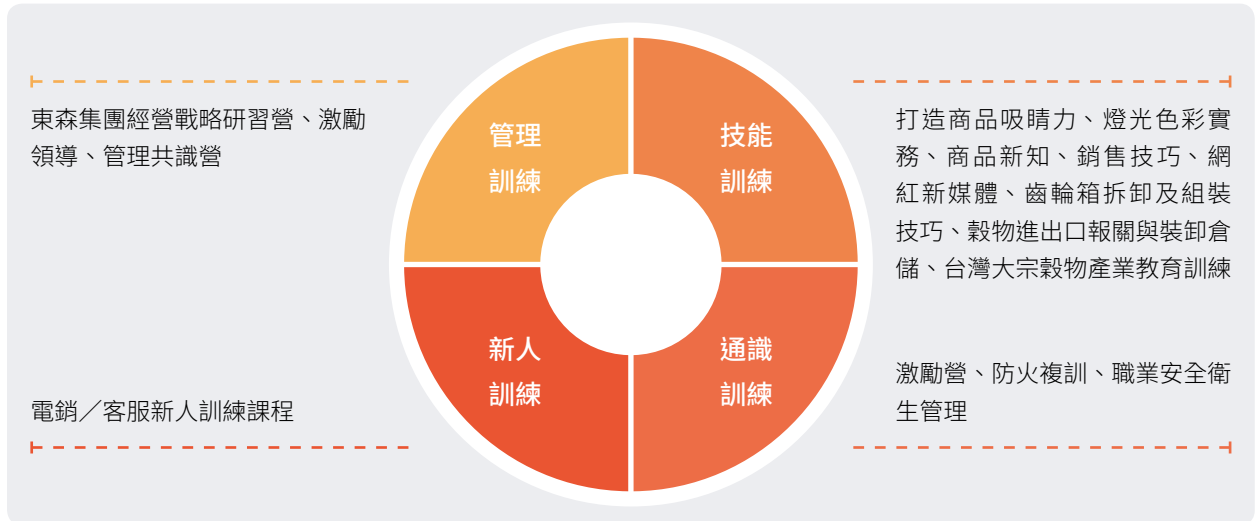 管理
訓練
東森集團經營戰略研習營、激勵
領導、管理共識營
技能
訓練
打造商品吸睛力、燈光色彩實
務、商品新知、銷售技巧、網
紅新媒體、齒輪箱拆卸及組裝
技巧、穀物進出口報關與裝卸倉
儲、台灣大宗穀物產業教育訓練
新人
訓練
電銷／客服新人訓練課程
通識
訓練
激勵營、防火複訓、職業安全衛
生管理